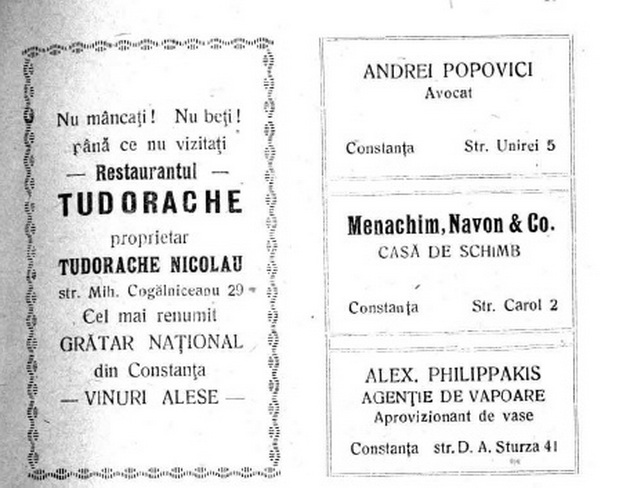 Nu mâncați! Nu beți!
până ce nu vizitați
— Restaurantul —
TUDORACHE
proprietar
TUDORACHE NICOLAU
str. Mih. Cogâlniceanu 29
Cel mai renumit
GRĂTAR NAȚIONAL
din Constanța
— VINURI ALESE —
ANDREI POPOVICI
Avocat
Constanța Str. Unirei 5
Menachim, Navon & Co.
CASĂ DE SCHIMB
Constanța Str. Carol 2
ALEX. PHILIPPAKIS
AGENȚIE DE VAPOARE
Aprovizionant de vase
Constanța str. D. A. Sturza 41